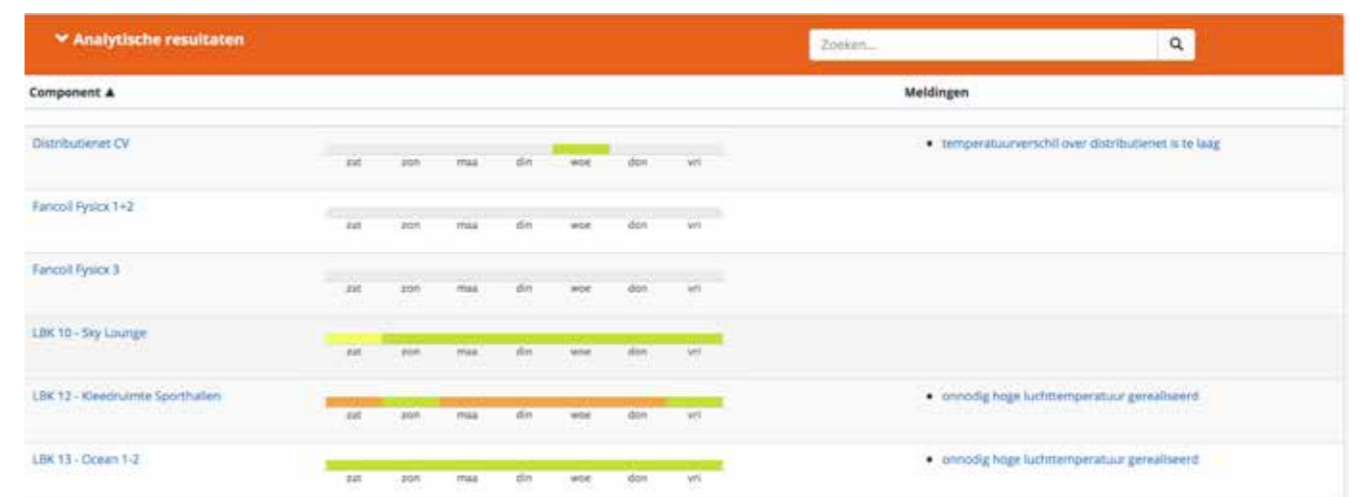 Analytische resultaten
Zoeken...
Component ▲ Meldingen
Distributienet CV
temperatuurverschil over distributienet is te laag
zat zon maa din woe don vri
Fancoil Fysicx 1+2
zat zon maa din woe don vri
Fancoil Fysicx 3
zat zon maa din woe don vri
LBK 10 - Sky Lounge
zat zon maa din woe don vri
LBK 12 - Kleedruimte Sporthallen
onnodig hoge luchttemperatuur gerealiseerd
zat zon maa din woe don vri
LBK 13 - Ocean 1-2
onnodig hoge luchttemperatuur gerealiseerd
zat zon maa din woe don vri